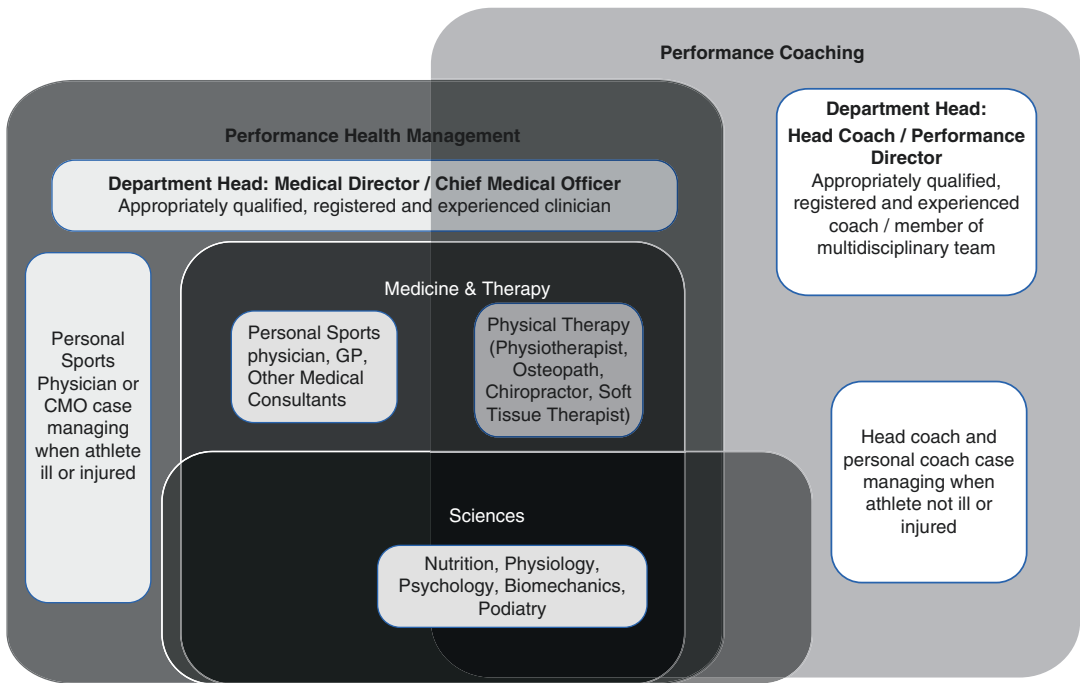 Performance Coaching
Performance Health Management
Department Head: Medical Director / Chief Medical Officer
Appropriately qualified, registered and experienced clinician
Department Head:
Head Coach / Performance
Director
Appropriately qualified,
registered and experienced
coach / member of
multidisciplinary team
Personal
Sports
Physician or
CMO case
managing
when athlete
ill or injured
Medicine & Therapy
Personal Sports
physician, GP,
Other Medical
Consultants
Physical Therapy
(Physiotherapist,
Osteopath,
Chiropractor, Soft
Tissue Therapist)
Head coach and
personal coach case
managing when
athlete not ill or
injured
Sciences
Nutrition, Physiology,
Psychology, Biomechanics,
Podiatry